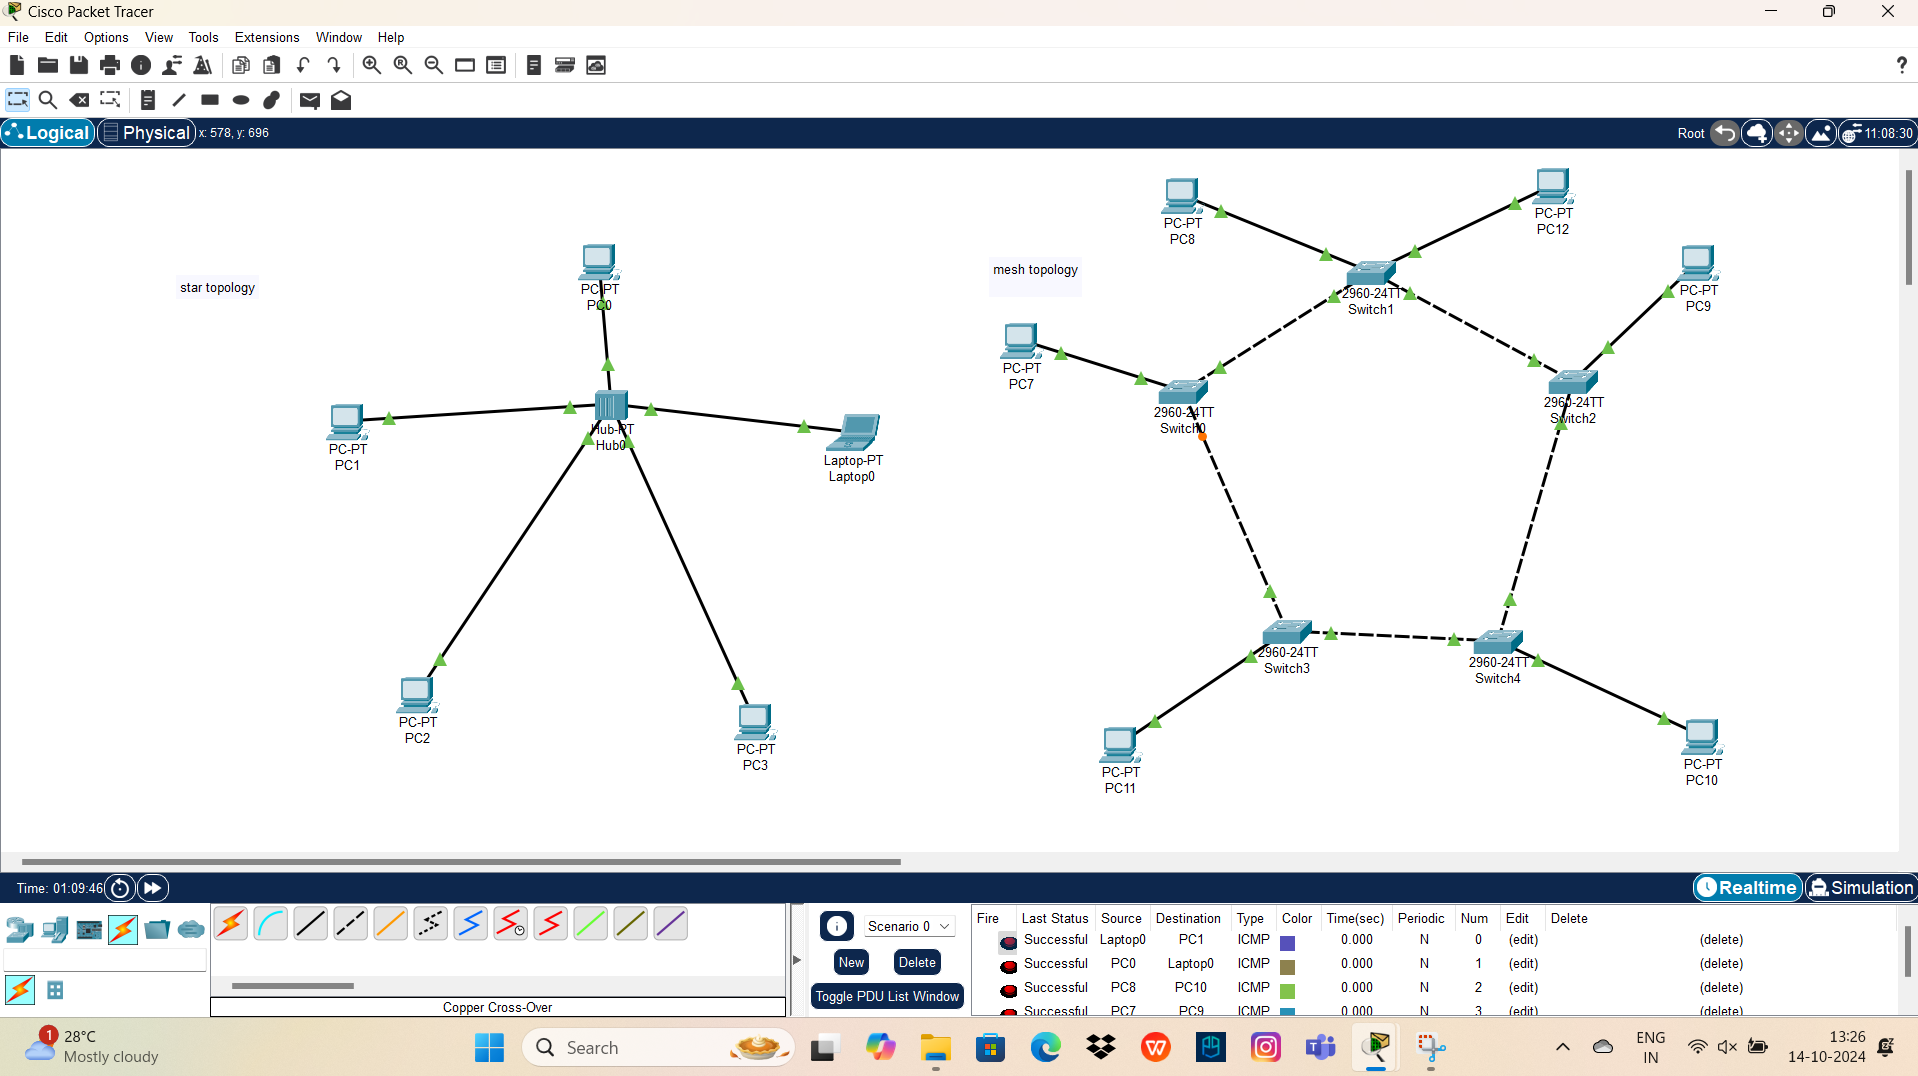 Cisco Packet Tracer
File Edit Options View Tools Extensions Window Help
Logical Physical x: 578, y: 696 Root 11:08:30
star topology
mesh topology
PC-PT
PC0
PC-PT
PC1
Hub-PT
Hub0
Laptop-PT
Laptop0
PC-PT
PC2
PC-PT
PC3
PC-PT
PC8
PC-PT
PC12
2960-24TT
Switch1
PC-PT
PC9
PC-PT
PC7
2960-24TT
Switch0
2960-24TT
Switch2
2960-24TT
Switch3
2960-24TT
Switch4
PC-PT
PC11
PC-PT
PC10
Time: 01:09:46 Realtime Simulation
Copper Cross-Over
Scenario 0
New Delete
Toggle PDU List Window
Fire Last Status Source Destination Type Color Time(sec) Periodic Num Edit Delete
Successful Laptop0 PC1 ICMP 0.000 N 0 (edit) (delete)
Successful PC0 Laptop0 ICMP 0.000 N 1 (edit) (delete)
Successful PC8 PC10 ICMP 0.000 N 2 (edit) (delete)
Successful PC7 PC9 ICMP 0.000 N 3 (edit) (delete)
1
28°C
Mostly cloudy
Search
ENG
IN
13:26
14-10-2024